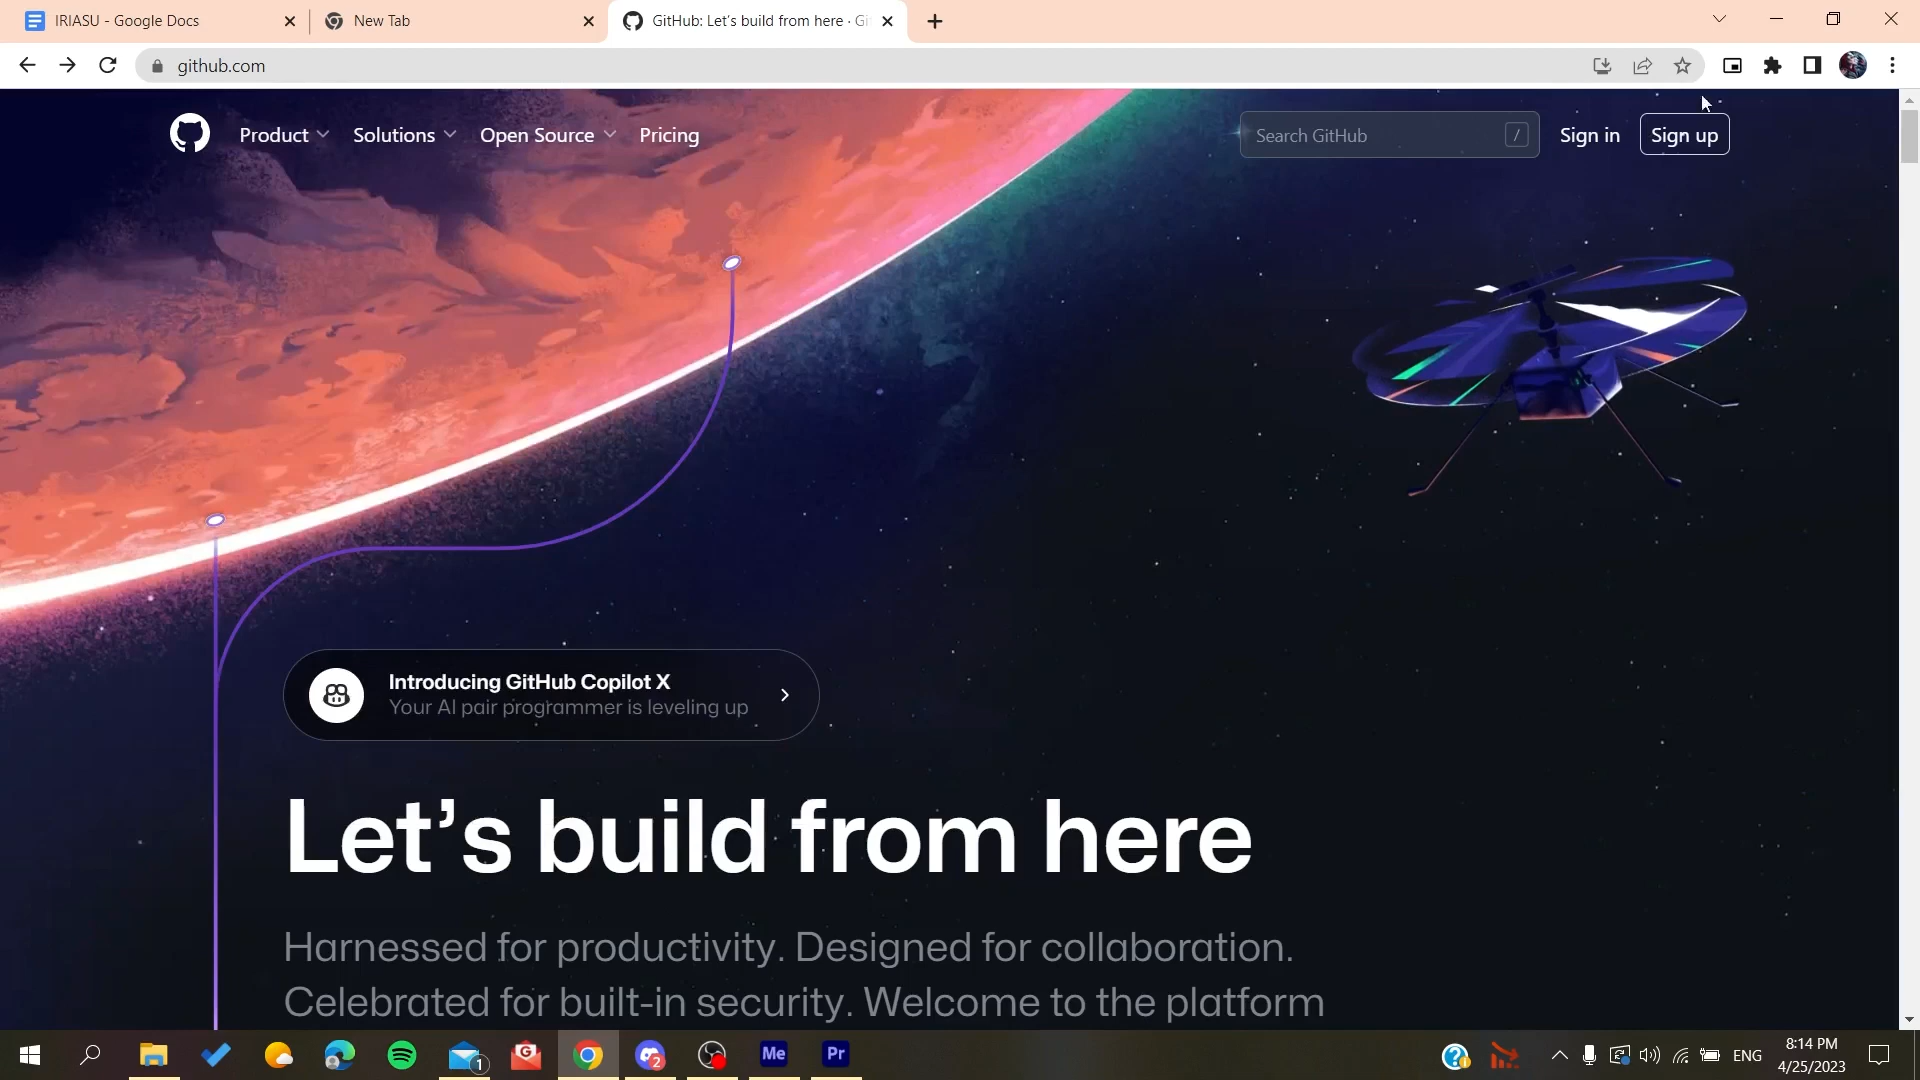 IRIASU - Google Docs
New Tab
GitHub: Let's build from here · Gi
github.com
Product
Solutions
Open Source
Pricing
Search GitHub
/
Sign in
Sign up
Introducing GitHub Copilot X
Your AI pair programmer is leveling up
Let’s build from here
Harnessed for productivity. Designed for collaboration.
Celebrated for built-in security. Welcome to the platform
1
G
2
Me
Pr
ENG
8:14 PM
4/25/2023